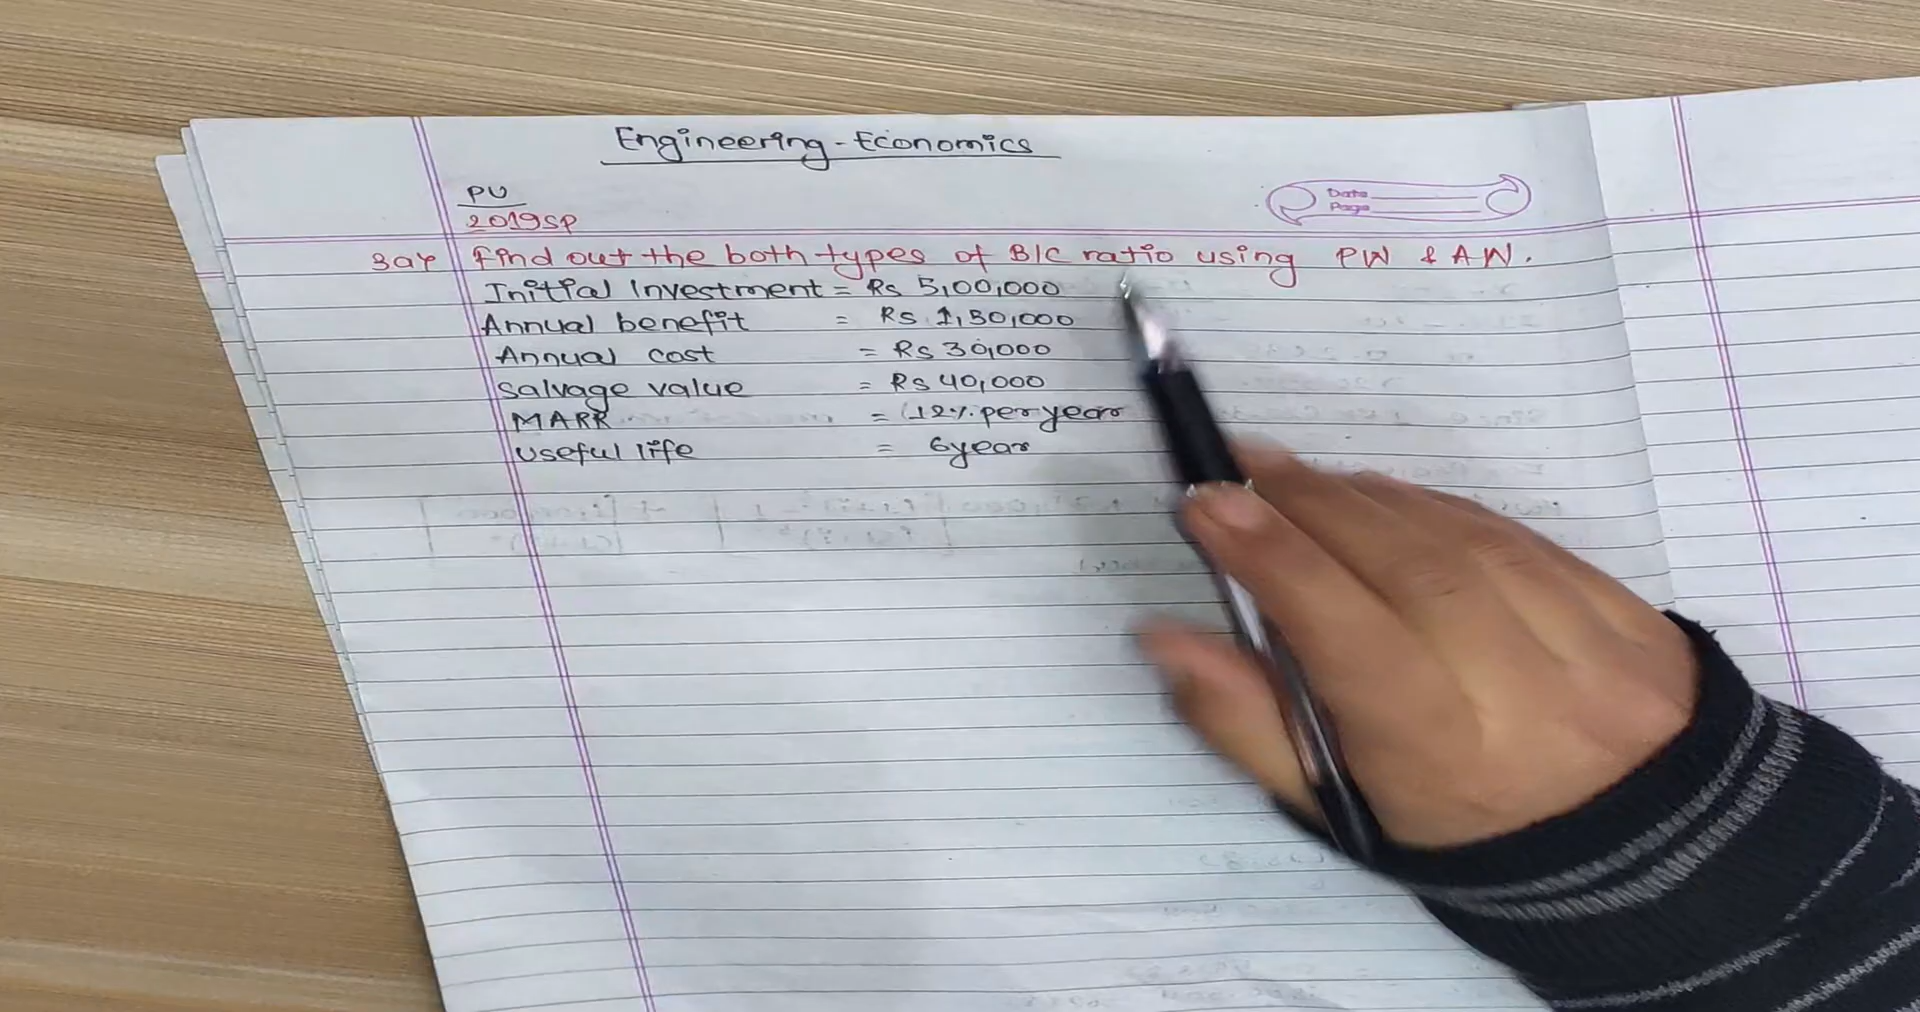 Engineering-Economics
PU
2019SP
Date
Page
3a) find out the both types of B/C ratio using PW & AW.
Initial Investment = Rs 5,00,000
Annual benefit = Rs 1,50,000
Annual cost = Rs 30,000
Salvage value = Rs 40,000
MARR = 12% per year
Useful life = 6year